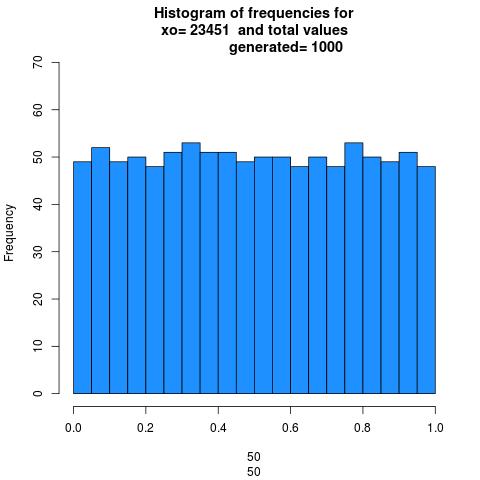 Histogram of frequencies for
xo= 23451 and total values
generated= 1000
Frequency
70
60
50
40
30
20
10
0
0.0 0.2 0.4 0.6 0.8 1.0
50
50